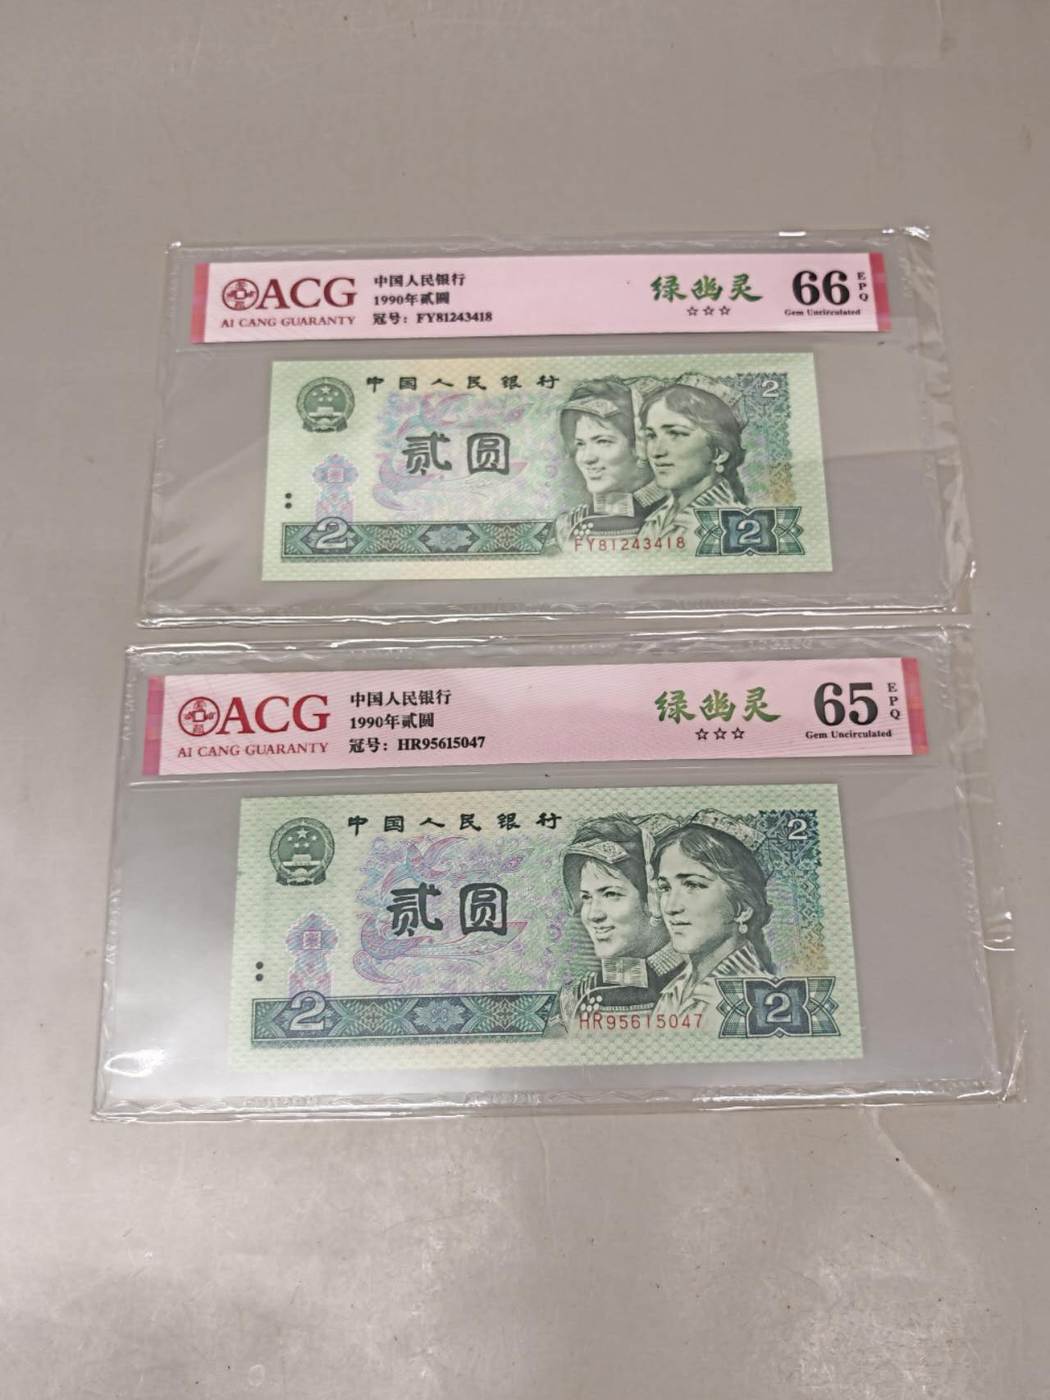 ACG
AI CANG GUARANTY
中国人民银行
1990年贰圆
冠号：FY81243418
绿幽灵
☆☆☆
66
EPQ
Gem Uncirculated
中国人民银行
2
贰圆
2
FY81243418
2
ACG
AI CANG GUARANTY
中国人民银行
1990年贰圆
冠号：HR95615047
绿幽灵
☆☆☆
65
EPQ
Gem Uncirculated
中国人民银行
2
贰圆
2
HR95615047
2